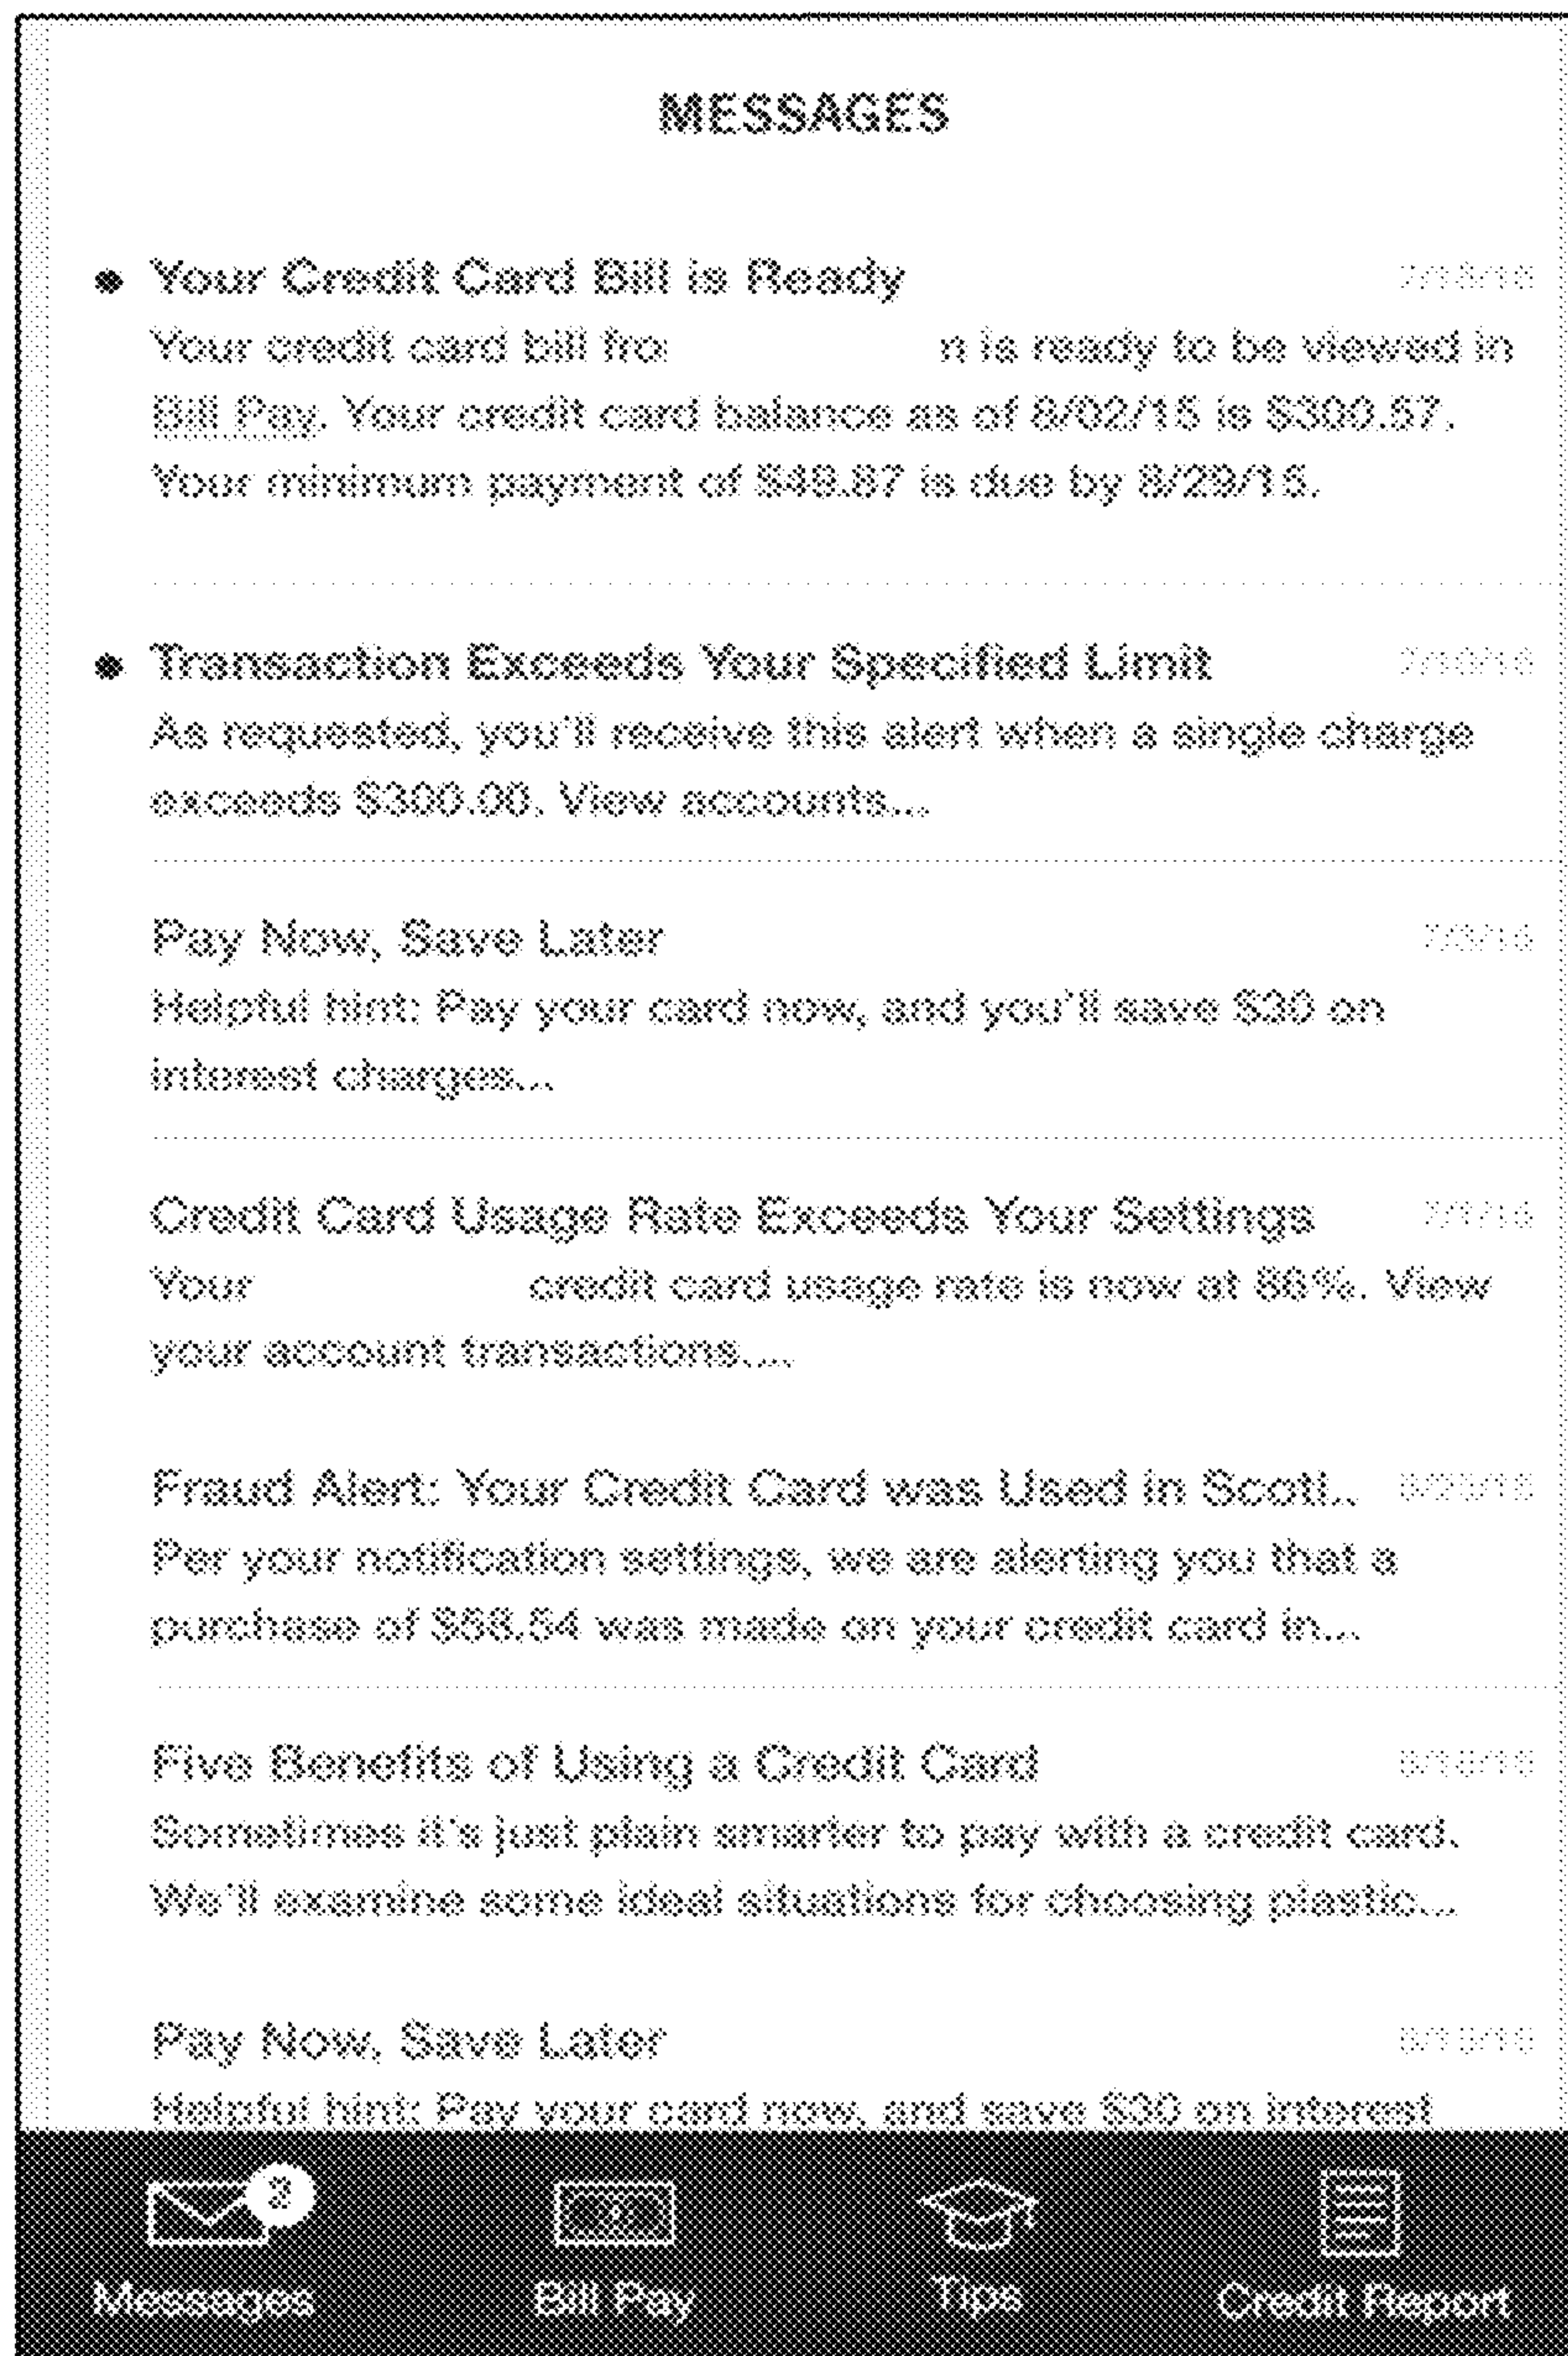 MESSAGES
Your Credit Card Bill is Ready
Your credit card bill is ready to be viewed in
Bill Pay. Your credit card balance as of 8/02/15 is $300.57.
Your minimum payment of is due by
Transaction Exceeds Your Specified Limit
As requested, you'll receive this alert when a single charge
exceeds $300.00. View accounts...
Pay Now, Save Later
Helpful hint: Pay your card now, and you'll save $30 on
interest charges...
Credit Card Usage Rate Exceeds Your Settings
Your credit card usage rate is now at View
your account transactions....
Fraud Alert: Your Credit Card was Used in
Per your notification settings, we are alerting you that a
purchase of was made on your credit card in...
Five Benefits of Using a Credit Card
Sometimes it's just plain smarter to pay with a credit card.
We'll examine some ideal situations for choosing plastic...
Pay Now, Save Later
Helpful hint: Pay your card now, and save $30 on interest
Messages
Bill Pay
Tips
Credit Report